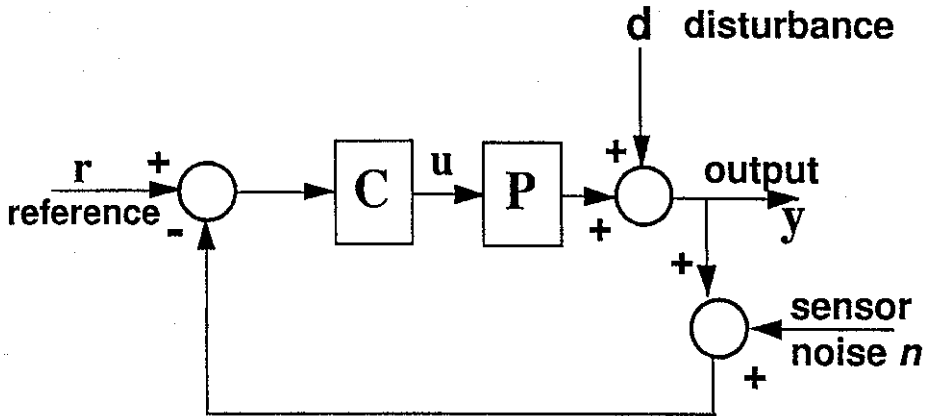 d disturbance
+
r
+
C
u
P
+
output
reference
-
+
y
+
sensor
noise n
+